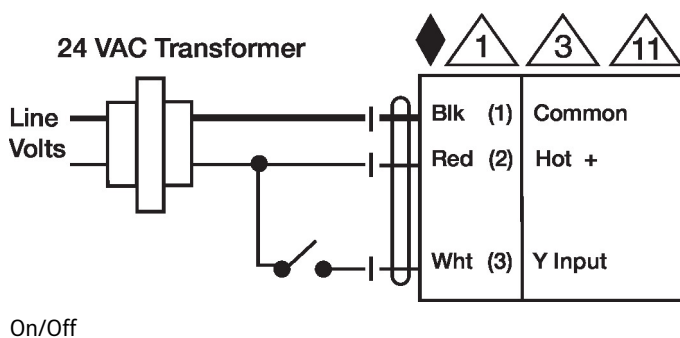 24 VAC Transformer
1 3 11
Line
Volts
Blk (1) Common
Red (2) Hot +
Wht (3) Y Input
On/Off